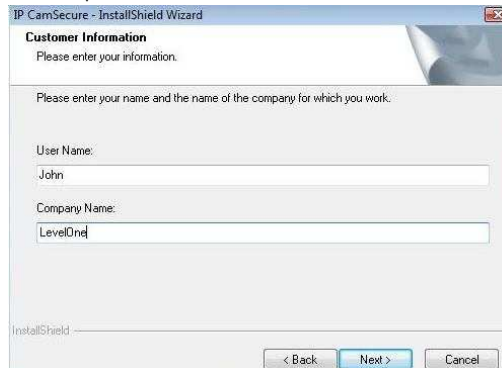 IP CamSecure - InstallShield Wizard
Customer Information
Please enter your information.
Please enter your name and the name of the company for which you work.
User Name:
John
Company Name:
LevelOne
InstallShield
< Back Next > Cancel